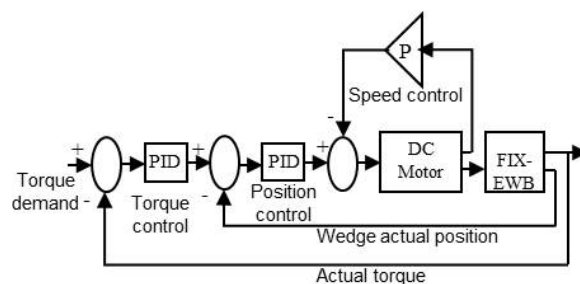 P
Speed control
-
+
PID
+
PID
+
DC
Motor
FIX-
EWB
Torque
demand
-
Torque
control
-
Position
control
Wedge actual position
Actual torque